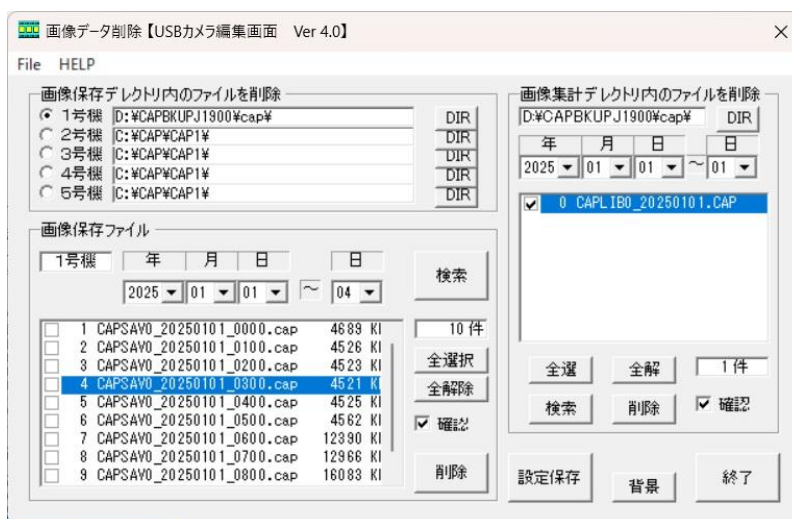 画像データ削除【USBカメラ編集画面 Ver 4.0】
File HELP
画像保存デレクトリ内のファイルを削除
1号機 D:¥CAPBKUPJ1900¥cap¥ DIR
2号機 C:¥CAP¥CAP1¥ DIR
3号機 C:¥CAP¥CAP1¥ DIR
4号機 C:¥CAP¥CAP1¥ DIR
5号機 C:¥CAP¥CAP1¥ DIR
画像保存ファイル
1号機 年 月 日 日
2025 01 01 ～ 04
検索
1 CAPSAV0_20250101_0000.cap 4689 KI
2 CAPSAV0_20250101_0100.cap 4526 KI
3 CAPSAV0_20250101_0200.cap 4523 KI
4 CAPSAV0_20250101_0300.cap 4521 KI
5 CAPSAV0_20250101_0400.cap 4525 KI
6 CAPSAV0_20250101_0500.cap 4562 KI
7 CAPSAV0_20250101_0600.cap 12390 KI
8 CAPSAV0_20250101_0700.cap 12966 KI
9 CAPSAV0_20250101_0800.cap 16083 KI
10 件
全選択
全解除
確認
削除
画像集計デレクトリ内のファイルを削除
D:¥CAPBKUPJ1900¥cap¥ DIR
年 月 日 日
2025 01 01 ～ 01
0 CAPLIB0_20250101.CAP
全選 全解 1 件
検索 削除 確認
設定保存 背景 終了